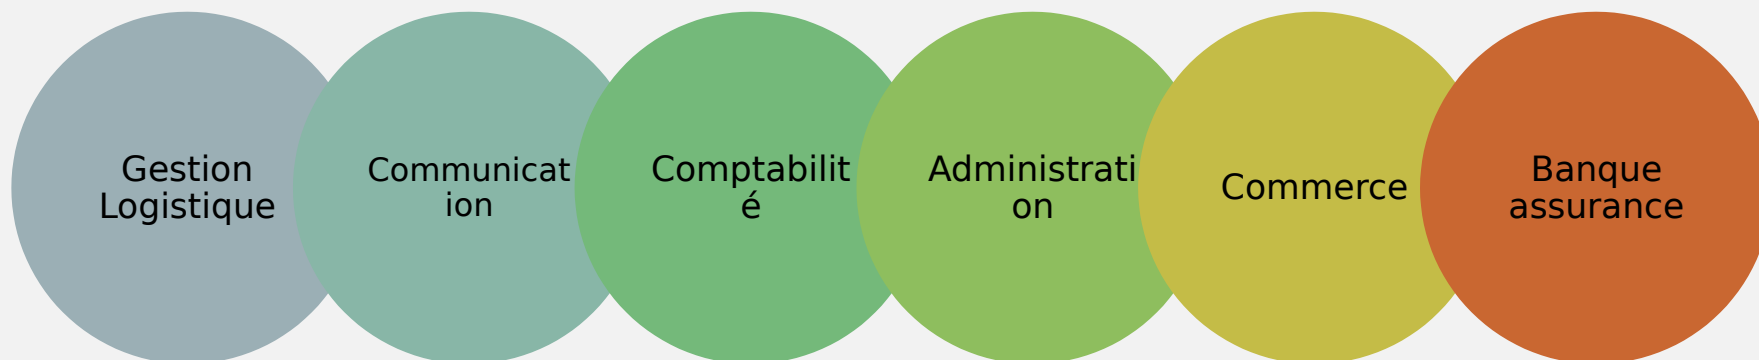 Gestion
Logistique
Communicat
ion
Comptabilit
é
Administrati
on
Commerce
Banque
assurance